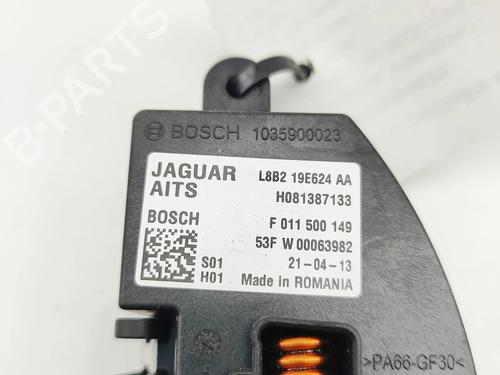 B-PARTS
BOSCH 1035900023
JAGUAR L8B2 19E624 AA
AITS H081387133
BOSCH F 011 500 149
53F W 00063982
S01 21-04-13
H01 Made in ROMANIA
>PA66-GF30<